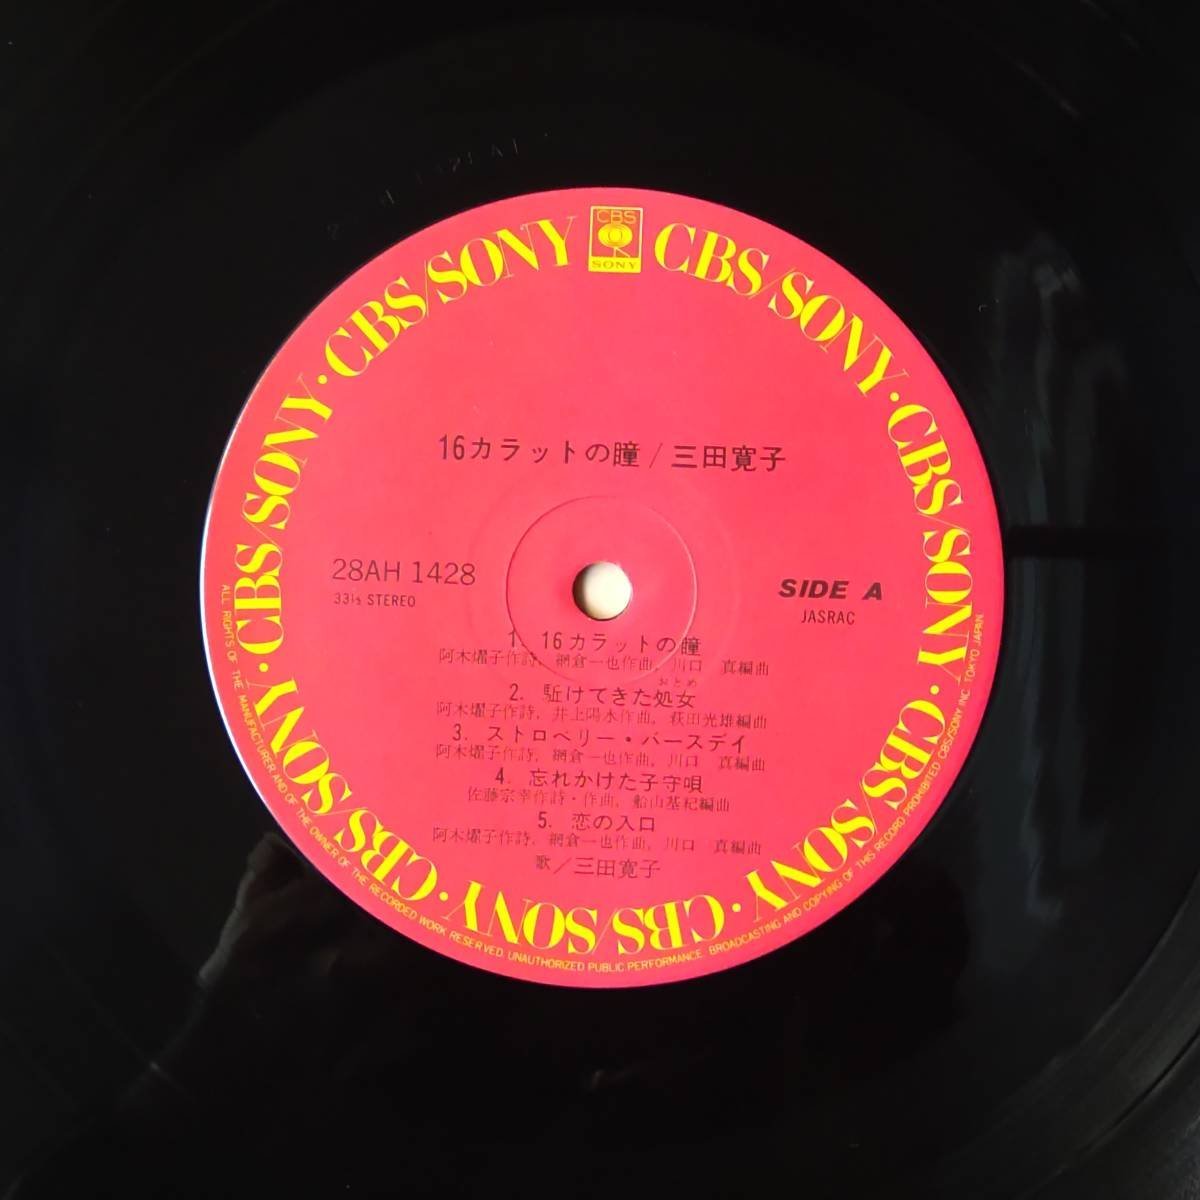 CBS
SONY
CBS/SONY · CBS/SONY · CBS/SONY · CBS/SONY · CBS/SONY · CBS/SONY · CBS/SONY · CBS/SONY · CBS/SONY
16カラットの瞳 / 三田寛子
28AH 1428
33⅓ STEREO
SIDE A
JASRAC
1. 16カラットの瞳
阿木燿子作詩, 網倉一也作曲, 川口 真編曲
おとめ
2. 駈けてきた処女
阿木燿子作詩, 井上陽水作曲, 萩田光雄編曲
3. ストロベリー・バースデイ
阿木燿子作詩, 網倉一也作曲, 川口 真編曲
4. 忘れかけた子守唄
佐藤宗幸作詩・作曲, 船山基紀編曲
5. 恋の入口
阿木燿子作詩, 網倉一也作曲, 川口 真編曲
歌/三田寛子
ALL RIGHTS OF THE MANUFACTURER AND OF THE OWNER OF THE RECORDED WORK RESERVED. UNAUTHORIZED PUBLIC PERFORMANCE, BROADCASTING AND COPYING OF THIS RECORD PROHIBITED CBS/SONY INC. TOKYO JAPAN.